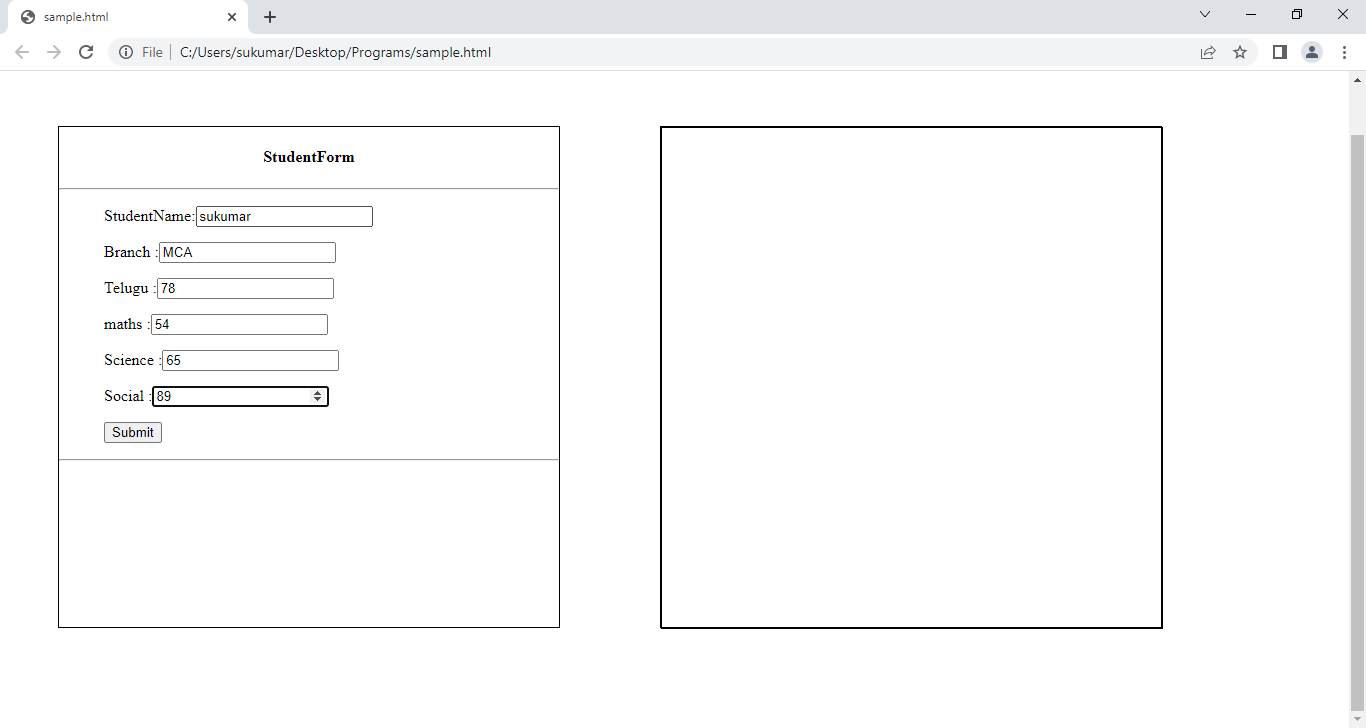 sample.html
File C:/Users/sukumar/Desktop/Programs/sample.html
StudentForm
StudentName: sukumar
Branch : MCA
Telugu : 78
maths : 54
Science : 65
Social : 89
Submit